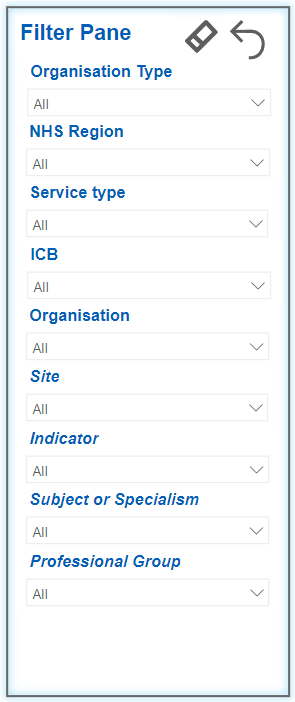 Filter Pane
Organisation Type
All
NHS Region
All
Service type
All
ICB
All
Organisation
All
Site
All
Indicator
All
Subject or Specialism
All
Professional Group
All